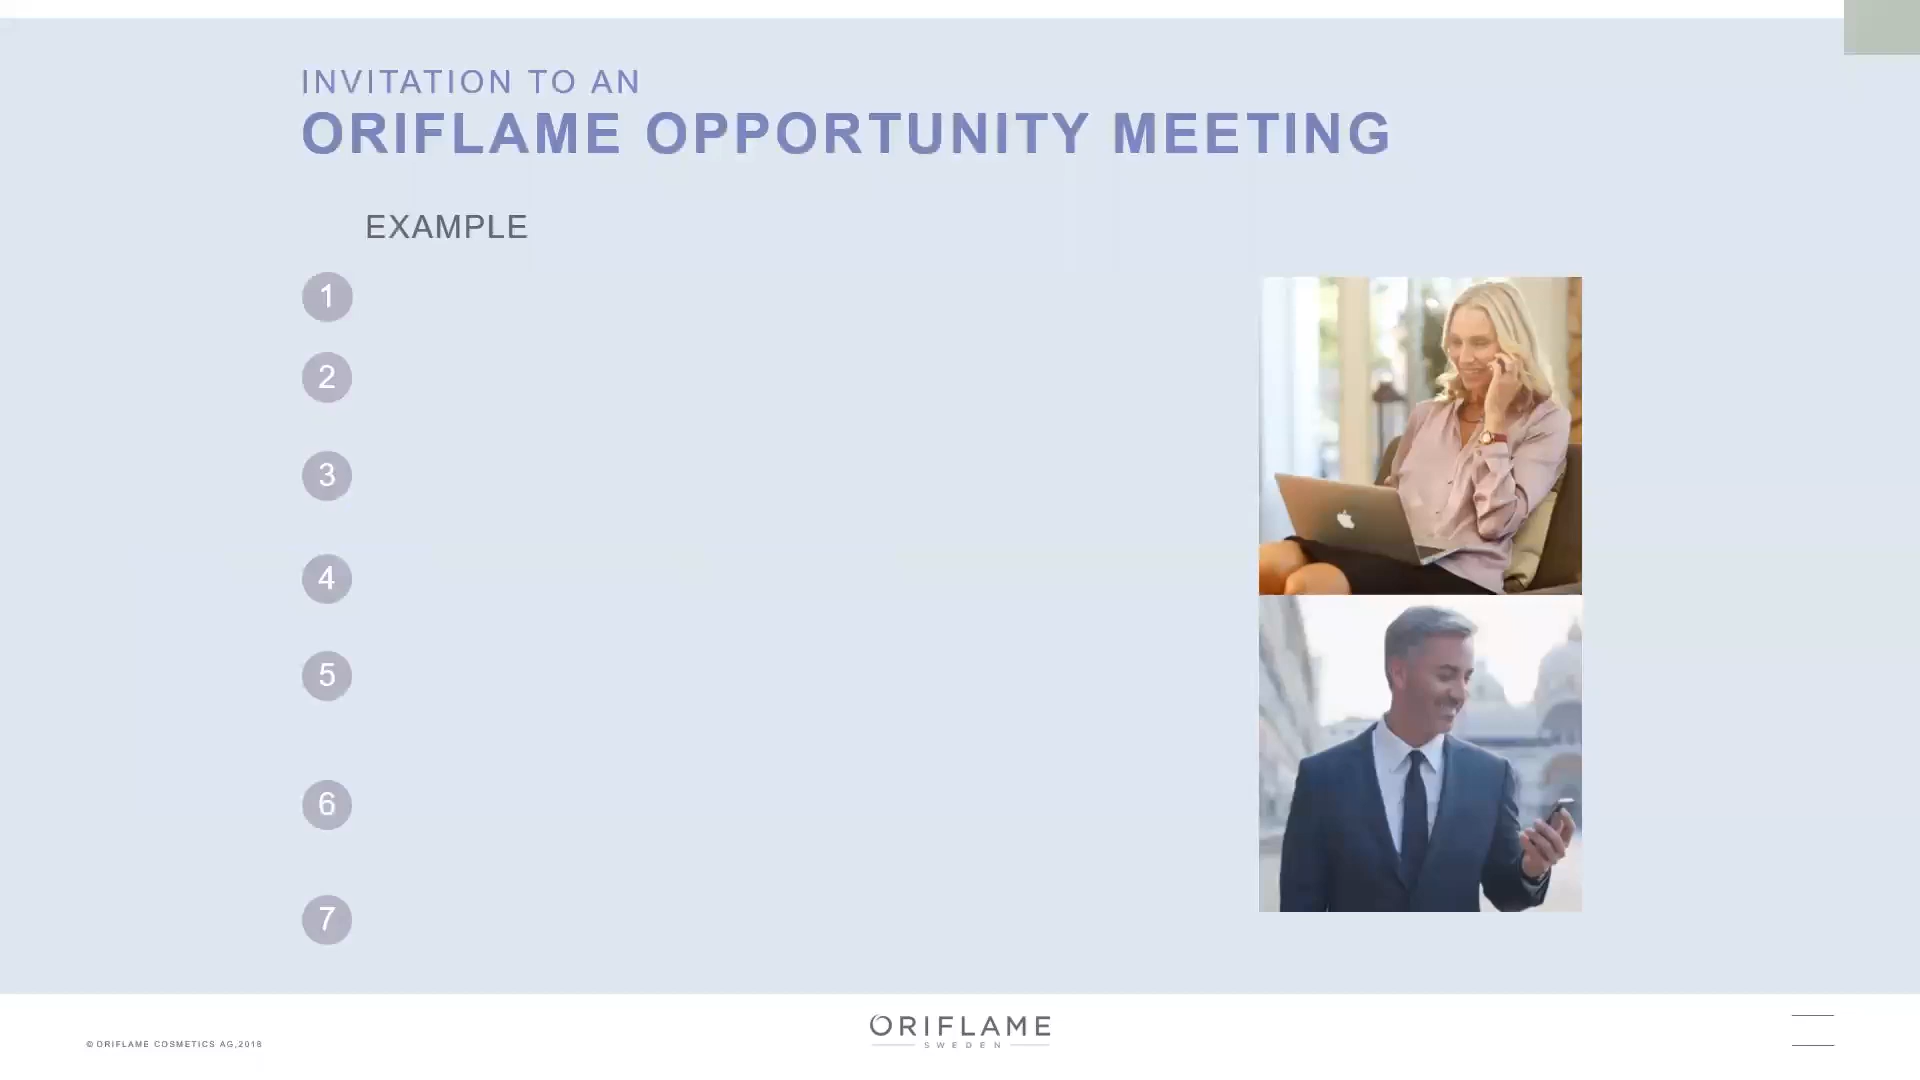 INVITATION TO AN
ORIFLAME OPPORTUNITY MEETING
EXAMPLE
1
2
3
4
5
6
7
© ORIFLAME COSMETICS AG, 2018
ORIFLAME
SWEDEN